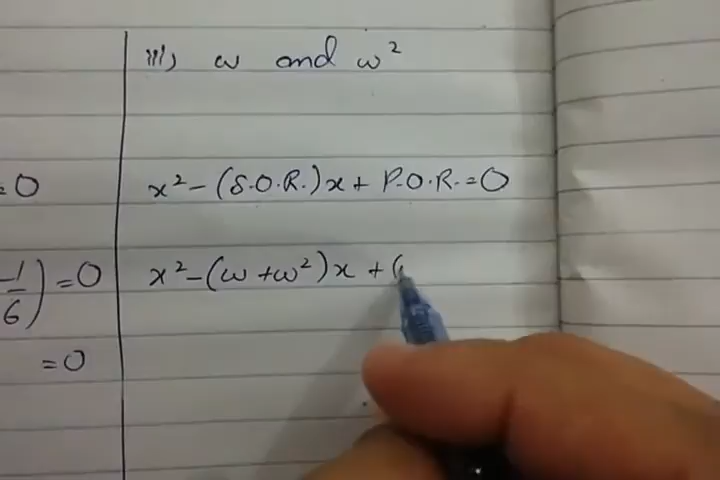 iii, ω and ω²
=0
x² - (S.O.R.)x + P.O.R. = 0
-1/6) = 0
x² - (ω + ω²)x + (
= 0